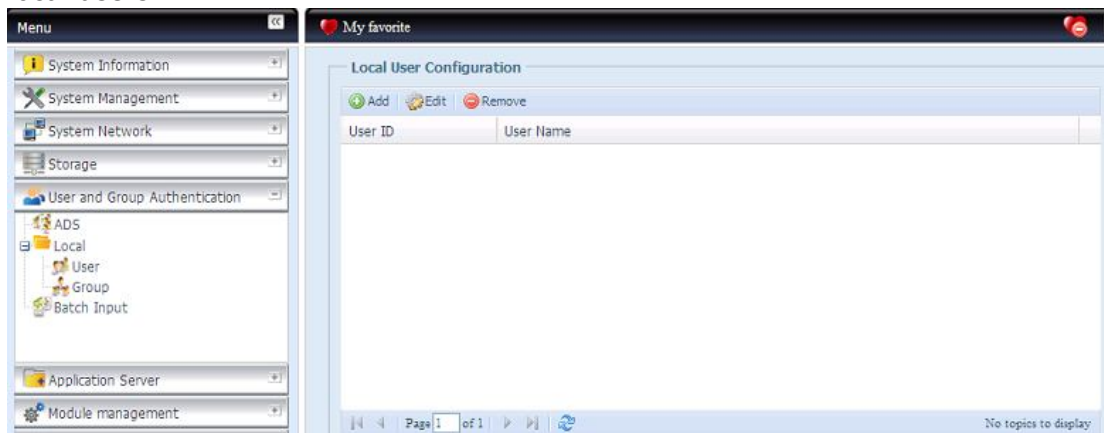 Menu
My favorite
System Information
System Management
System Network
Storage
User and Group Authentication
ADS
Local
User
Group
Batch Input
Application Server
Module management
Local User Configuration
Add Edit Remove
User ID User Name
Page 1 of 1
No topics to display